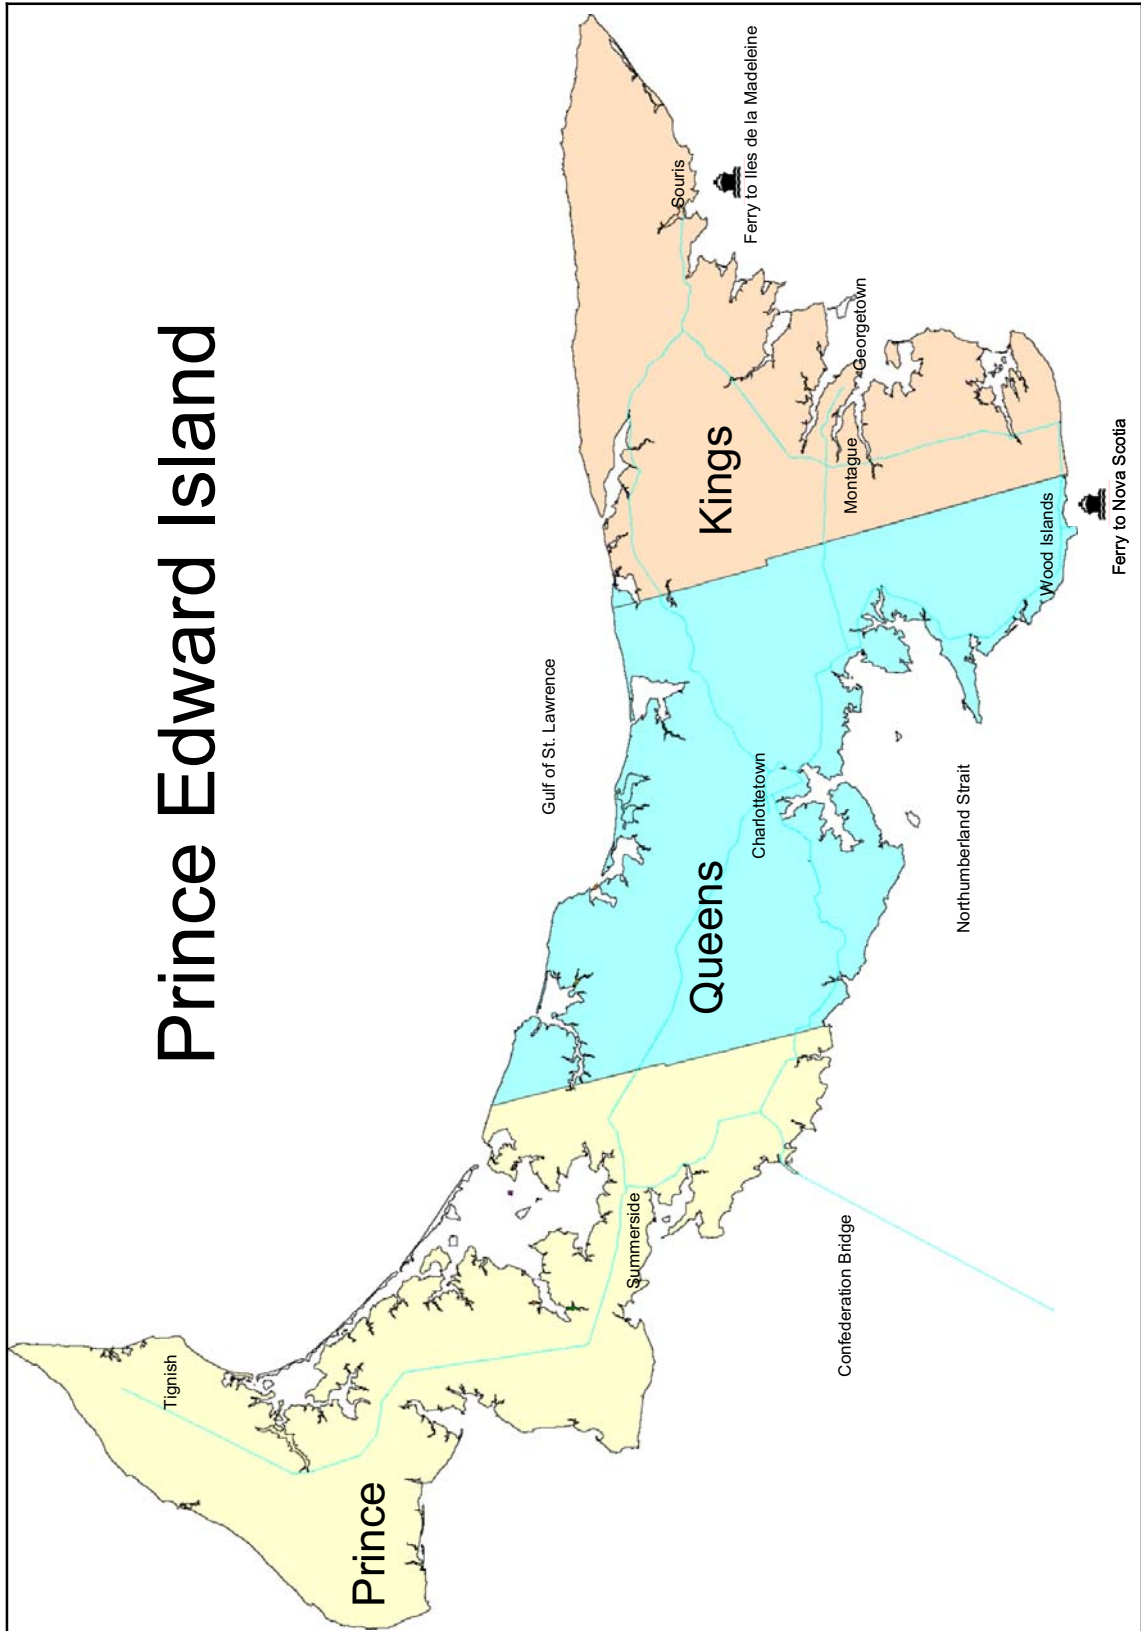 Prince Edward Island
Tignish
Gulf of St. Lawrence
Souris
Ferry to Iles de la Madeleine
Prince
Summerside
Queens
Charlottetown
Kings
Georgetown
Montague
Confederation Bridge
Northumberland Strait
Wood Islands
Ferry to Nova Scotia